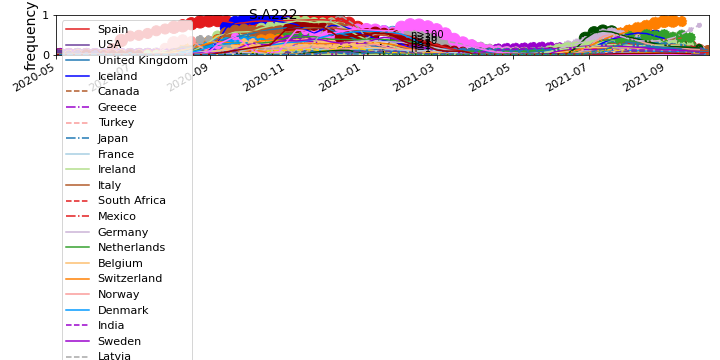 S.A222
frequency
1
0
2020-05
2020-09
2020-11
2021-01
2021-03
2021-05
2021-07
2021-09
n>100
Spain
USA
United Kingdom
Iceland
Canada
Greece
Turkey
Japan
France
Ireland
Italy
South Africa
Mexico
Germany
Netherlands
Belgium
Switzerland
Norway
Denmark
India
Sweden
Latvia